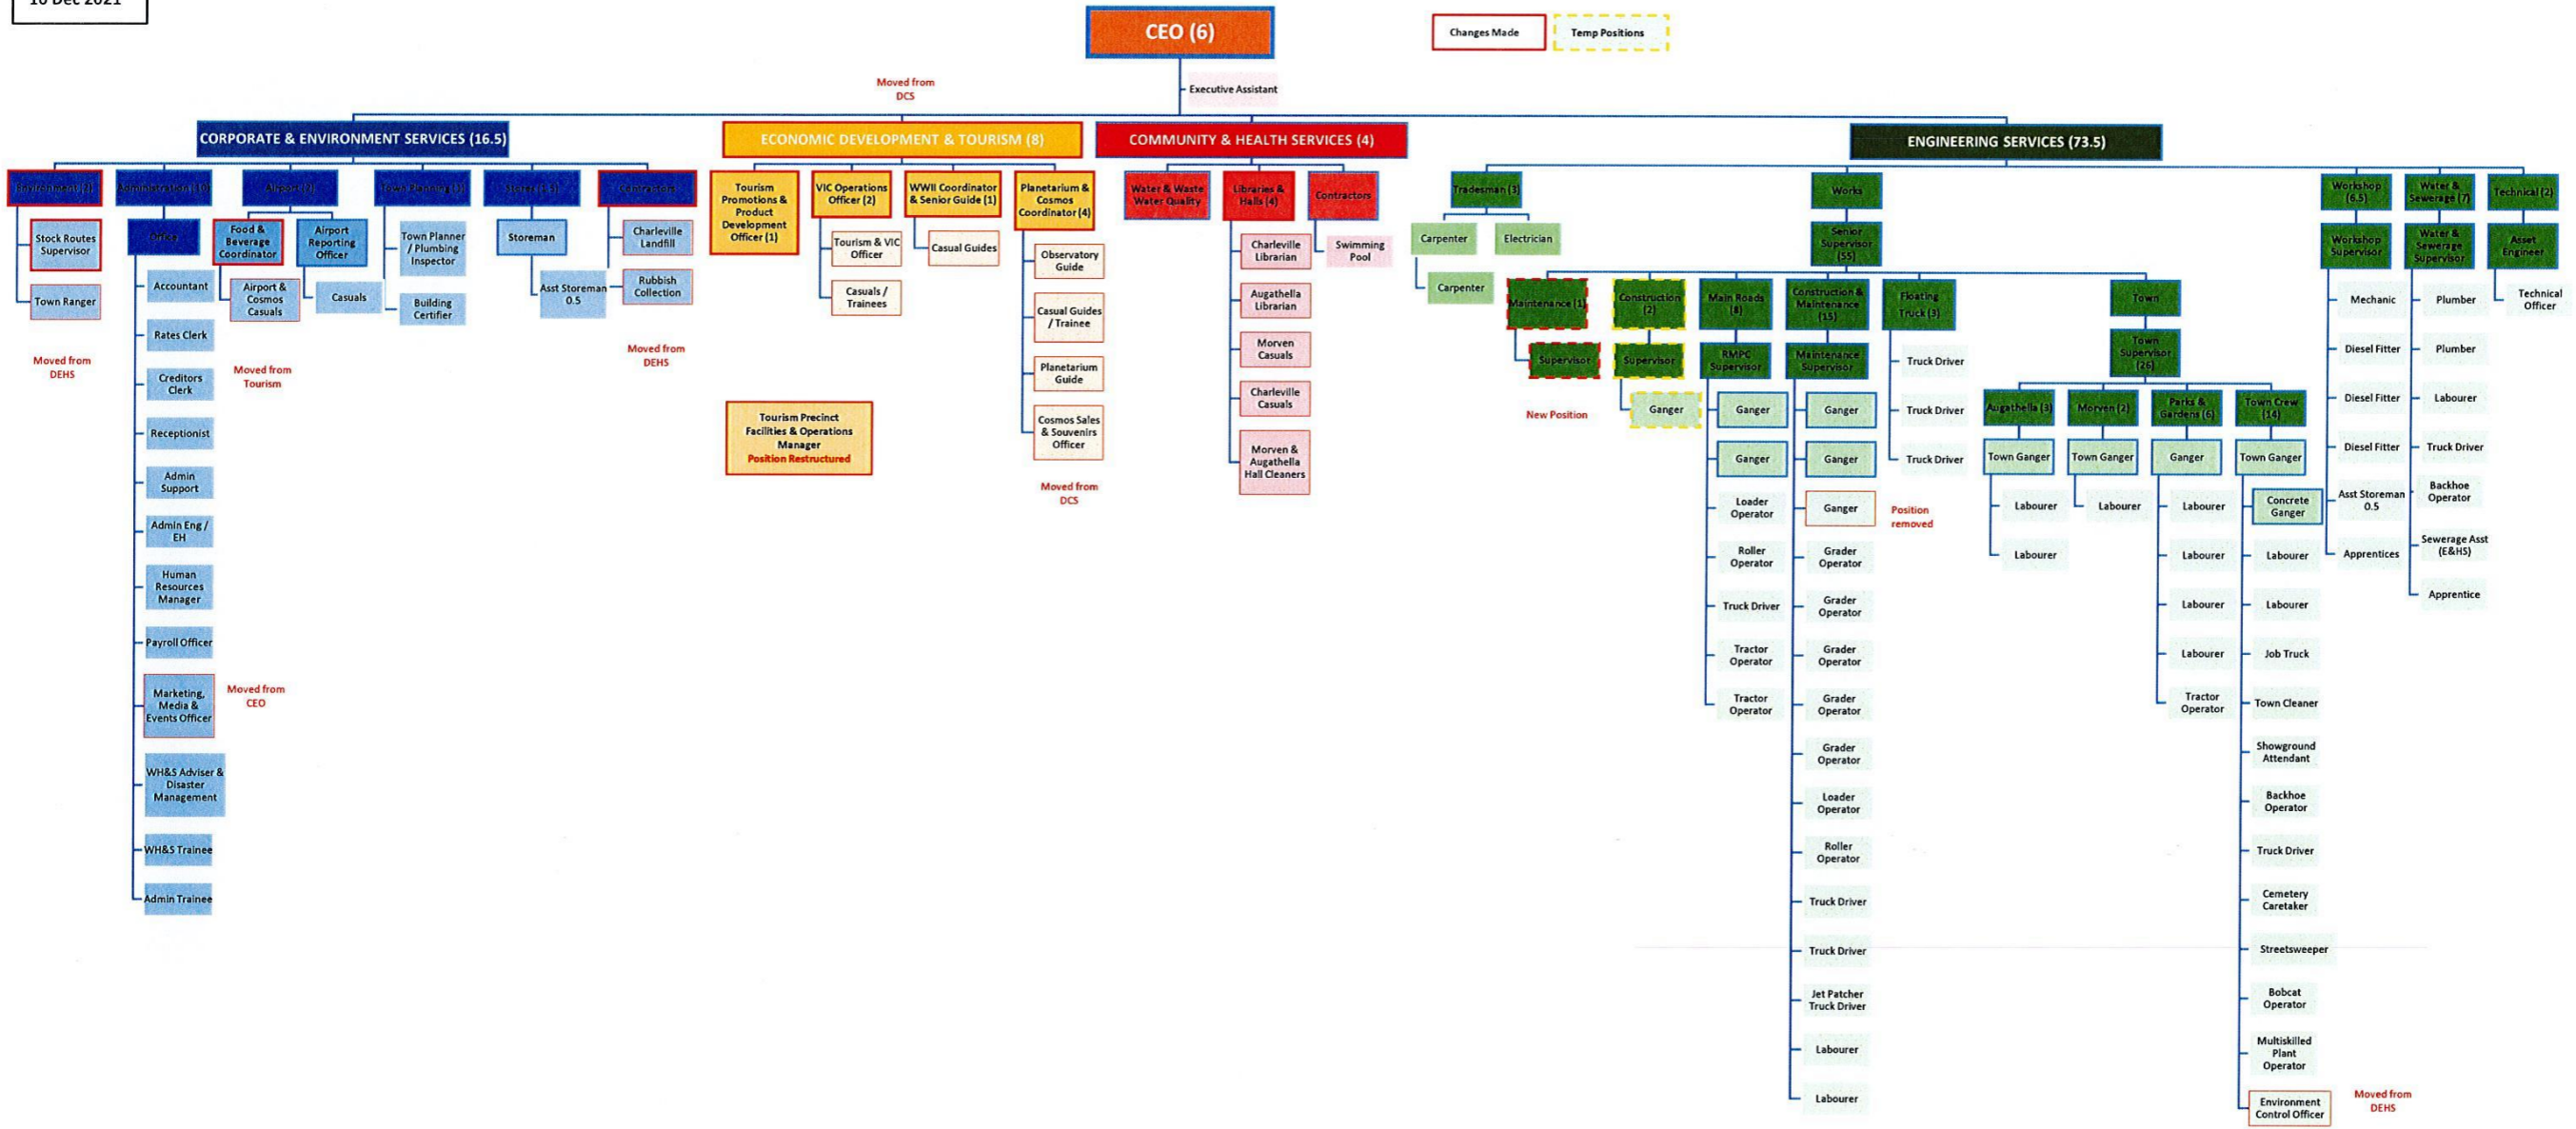 16 Dec 2021
CEO (6)
Changes Made
Temp Positions
Executive Assistant
Moved from
DCS
CORPORATE & ENVIRONMENT SERVICES (16.5)
ECONOMIC DEVELOPMENT & TOURISM (8)
COMMUNITY & HEALTH SERVICES (4)
ENGINEERING SERVICES (73.5)
Environment (2)
Stock Routes
Supervisor
Town Ranger
Moved from
DEHS
Administration (10)
Office
Accountant
Rates Clerk
Creditors
Clerk
Receptionist
Admin
Support
Admin Eng /
EH
Human
Resources
Manager
Payroll Officer
Marketing,
Media &
Events Officer
Moved from
CEO
WH&S Adviser &
Disaster
Management
WH&S Trainee
Admin Trainee
Airport
Food &
Beverage
Coordinator
Airport &
Cosmos
Casuals
Moved from
Tourism
Airport
Reporting
Officer
Casuals
Town Planning
Town Planner
/ Plumbing
Inspector
Building
Certifier
Stores (1.5)
Storeman
Asst Storeman
0.5
Contractors
Charleville
Landfill
Rubbish
Collection
Moved from
DEHS
Tourism
Promotions &
Product
Development
Officer (1)
Tourism Precinct
Facilities & Operations
Manager
Position Restructured
VIC Operations
Officer (2)
Tourism & VIC
Officer
Casuals /
Trainees
WWII Coordinator
& Senior Guide (1)
Casual Guides
Planetarium &
Cosmos
Coordinator (4)
Observatory
Guide
Casual Guides
/ Trainee
Planetarium
Guide
Cosmos Sales
& Souvenirs
Officer
Moved from
DCS
Water & Waste
Water Quality
Libraries &
Halls (4)
Charleville
Librarian
Augathella
Librarian
Morven
Casuals
Charleville
Casuals
Morven &
Augathella
Hall Cleaners
Contractors
Swimming
Pool
Tradesman (3)
Carpenter
Electrician
Carpenter
Works
Senior
Supervisor
(55)
Maintenance (1)
Supervisor
New Position
Construction
(2)
Supervisor
Ganger
Main Roads
(8)
RMPC
Supervisor
Ganger
Ganger
Loader
Operator
Roller
Operator
Truck Driver
Tractor
Operator
Tractor
Operator
Construction &
Maintenance
(15)
Maintenance
Supervisor
Ganger
Ganger
Ganger
Position
removed
Grader
Operator
Grader
Operator
Grader
Operator
Grader
Operator
Grader
Operator
Loader
Operator
Roller
Operator
Truck Driver
Truck Driver
Jet Patcher
Truck Driver
Labourer
Labourer
Floating
Truck (3)
Truck Driver
Truck Driver
Truck Driver
Town
Town
Supervisor
(26)
Augathella (3)
Town Ganger
Labourer
Labourer
Morven (2)
Town Ganger
Labourer
Parks &
Gardens (6)
Ganger
Labourer
Labourer
Labourer
Labourer
Tractor
Operator
Town Crew
(14)
Town Ganger
Concrete
Ganger
Labourer
Labourer
Job Truck
Town Cleaner
Showground
Attendant
Backhoe
Operator
Truck Driver
Cemetery
Caretaker
Streetsweeper
Bobcat
Operator
Multiskilled
Plant
Operator
Environment
Control Officer
Moved from
DEHS
Workshop
(6.5)
Workshop
Supervisor
Mechanic
Diesel Fitter
Diesel Fitter
Diesel Fitter
Asst Storeman
0.5
Apprentices
Water &
Sewerage (7)
Water &
Sewerage
Supervisor
Plumber
Plumber
Labourer
Truck Driver
Backhoe
Operator
Sewerage Asst
(E&HS)
Apprentice
Technical (2)
Asset
Engineer
Technical
Officer